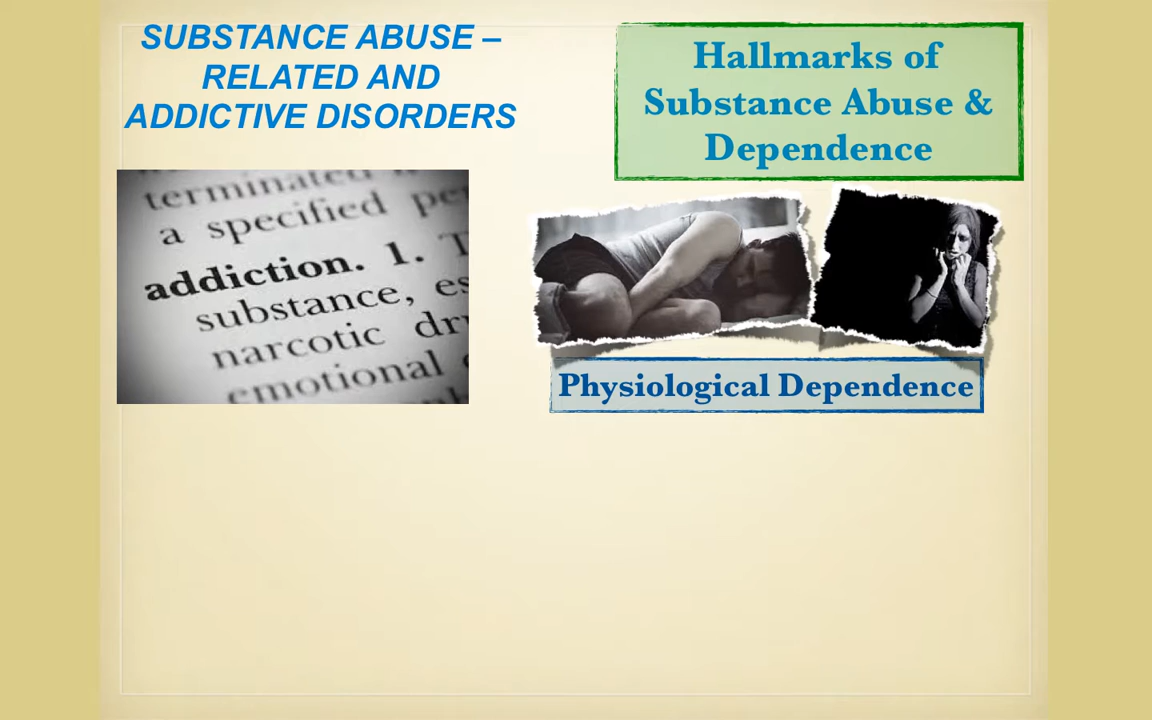 SUBSTANCE ABUSE –
RELATED AND
ADDICTIVE DISORDERS
Hallmarks of
Substance Abuse &
Dependence
terminated
a specified
addiction. 1.
substance,
narcotic
emotional
Physiological Dependence